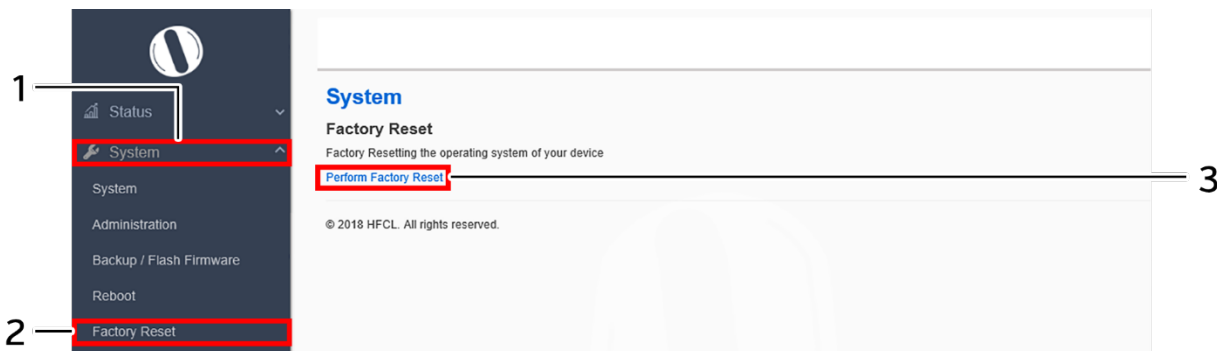 1
Status
System
System
Administration
Backup / Flash Firmware
Reboot
2
Factory Reset
System
Factory Reset
Factory Resetting the operating system of your device
Perform Factory Reset
3
© 2018 HFCL. All rights reserved.